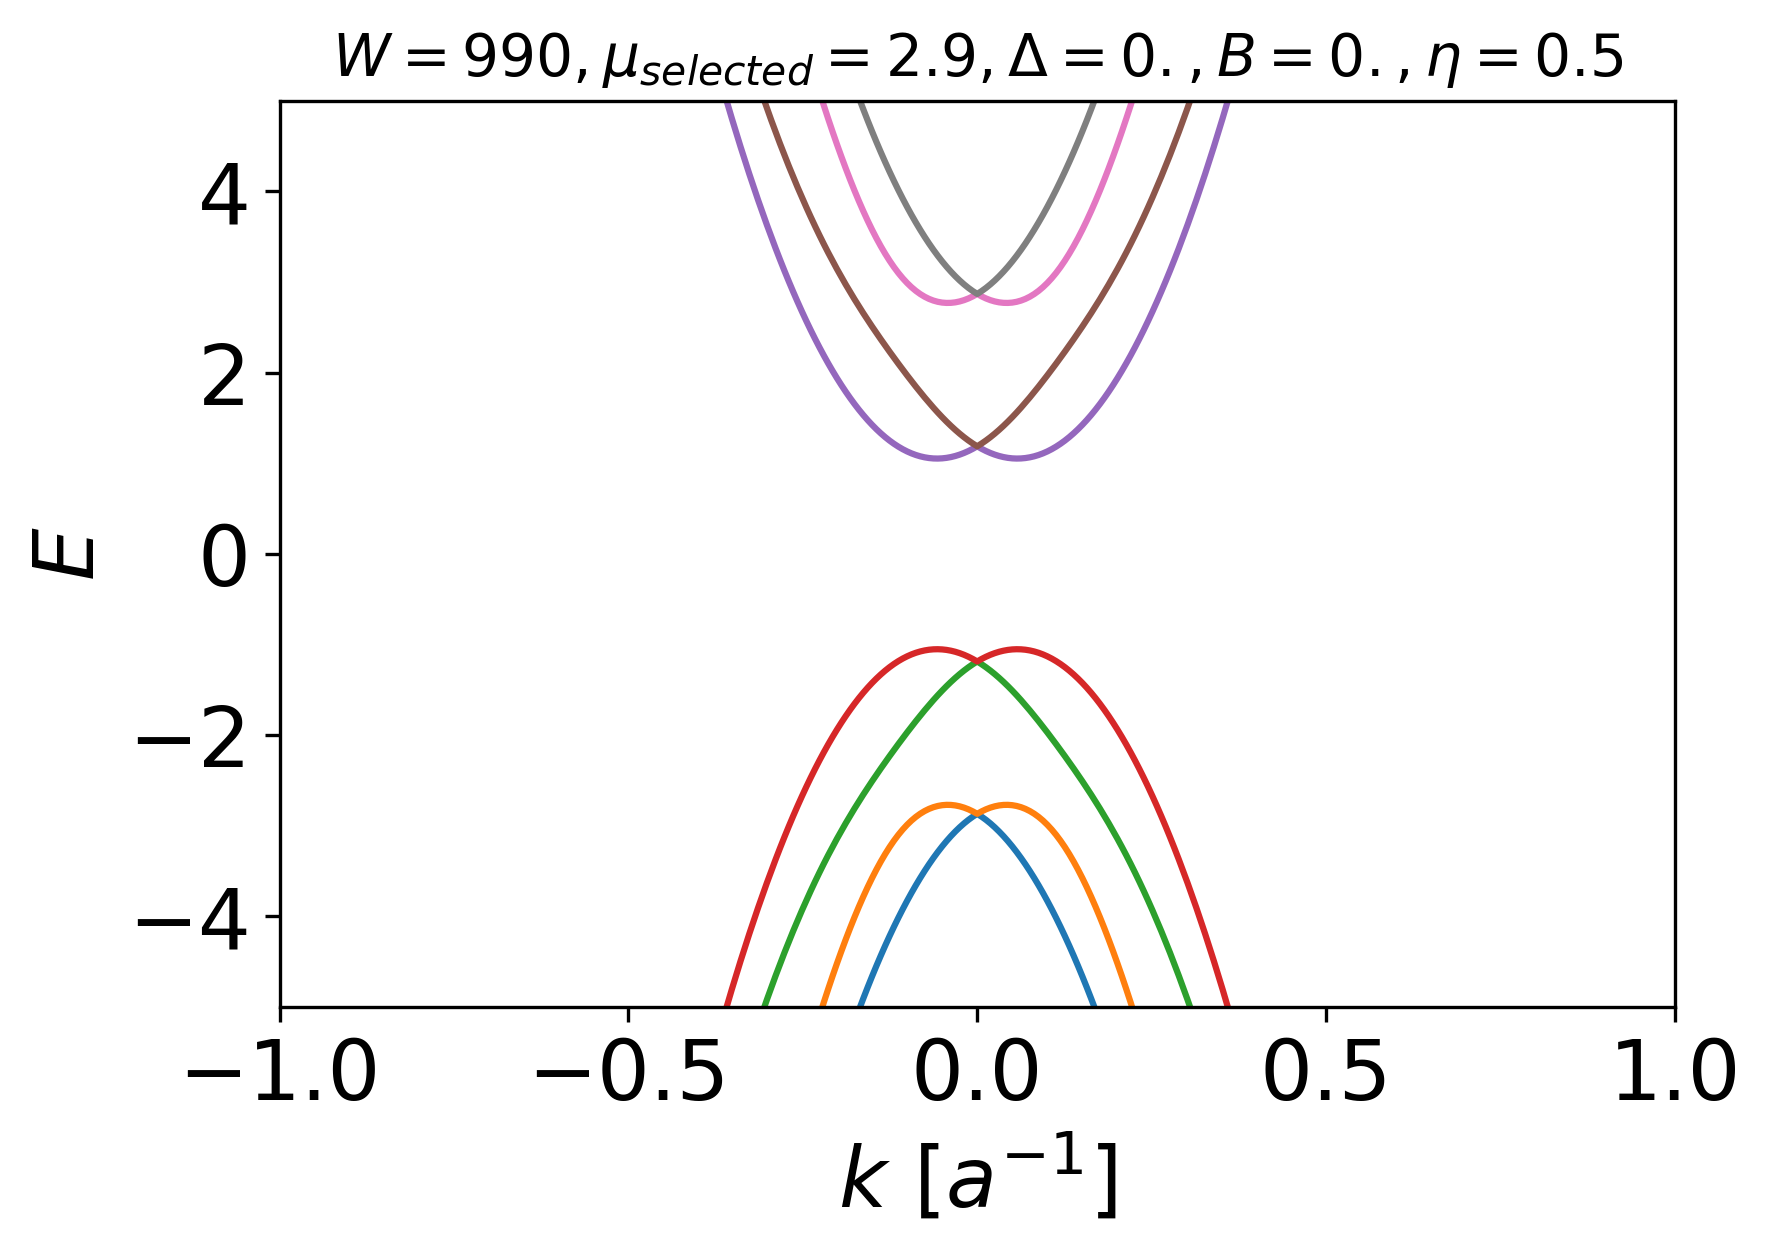 W = 990, μselected = 2.9, Δ = 0. , B = 0. , η = 0.5
4
2
0
−2
−4
E
−1.0 −0.5 0.0 0.5 1.0
k [a⁻¹]